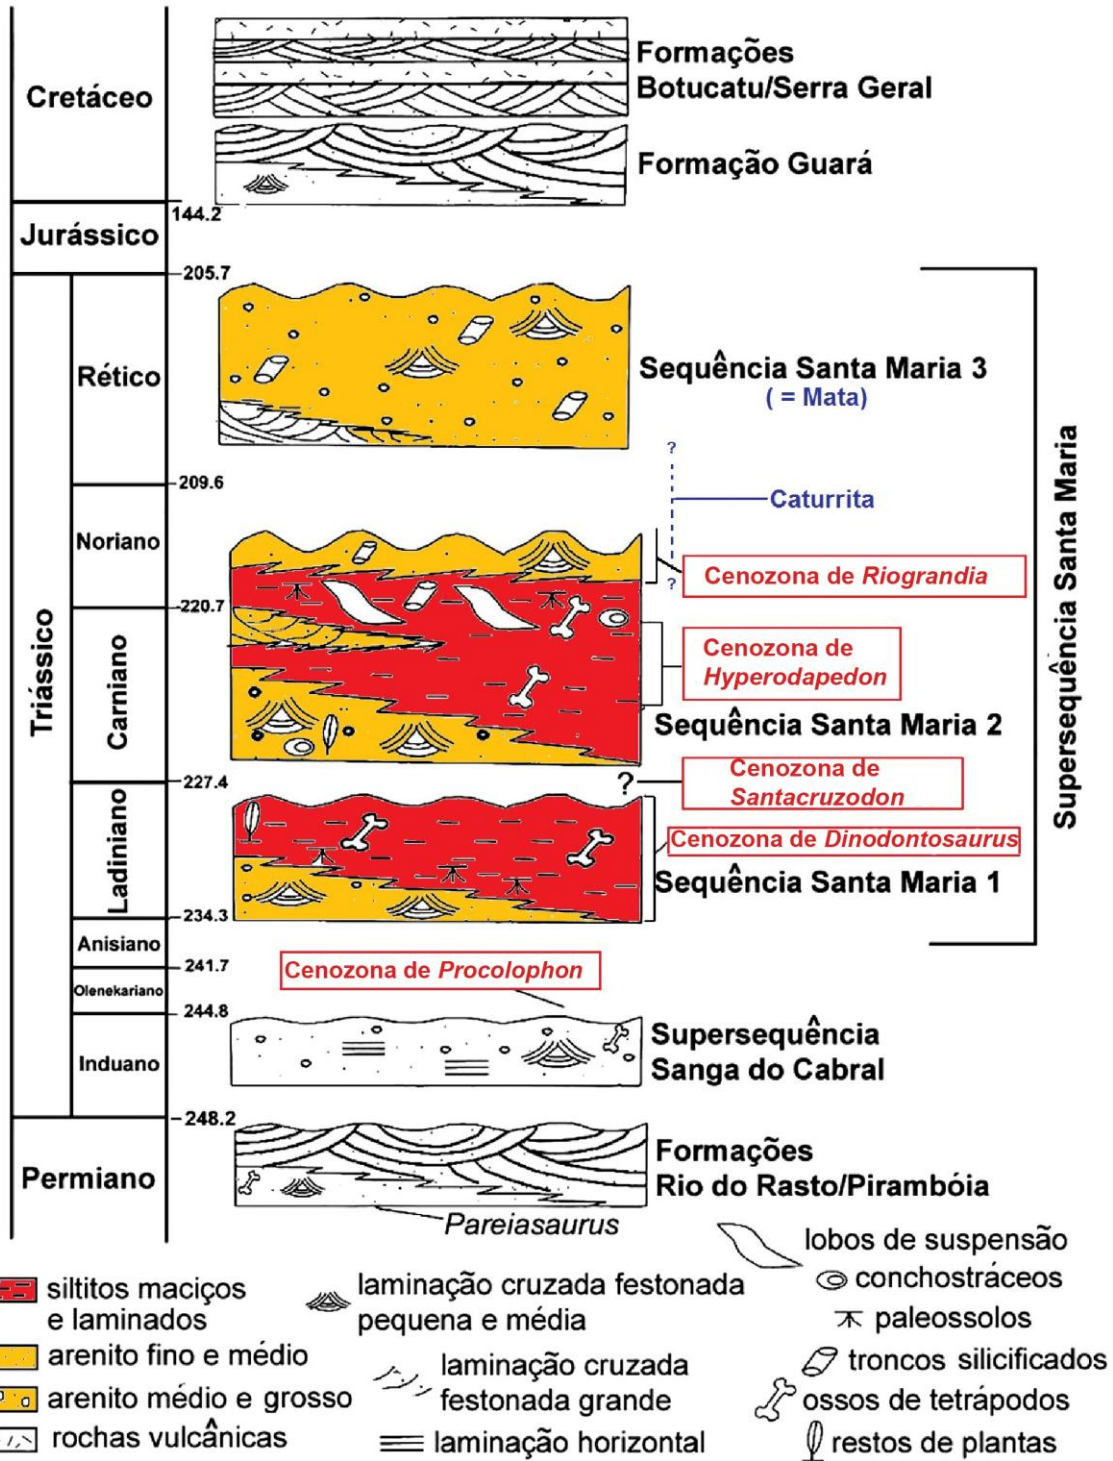 Cretáceo
Formações
Botucatu/Serra Geral
Formação Guará
144.2
Jurássico
205.7
Triássico
Rético
Sequência Santa Maria 3
( = Mata)
?
209.6
Caturrita
Noriano
?
Cenozona de Riograndia
220.7
Carniano
Cenozona de
Hyperodapedon
Sequência Santa Maria 2
227.4
?
Cenozona de
Santacruzodon
Ladiniano
Cenozona de Dinodontosaurus
Sequência Santa Maria 1
234.3
Supersequência Santa Maria
Anisiano
241.7
Cenozona de Procolophon
Olenekariano
244.8
Induano
Supersequência
Sanga do Cabral
248.2
Permiano
Formações
Rio do Rasto/Pirambóia
Pareiasaurus
siltitos maciços
e laminados
arenito fino e médio
arenito médio e grosso
rochas vulcânicas
laminação cruzada festonada
pequena e média
laminação cruzada
festonada grande
laminação horizontal
lobos de suspensão
conchostráceos
paleossolos
troncos silicificados
ossos de tetrápodos
restos de plantas